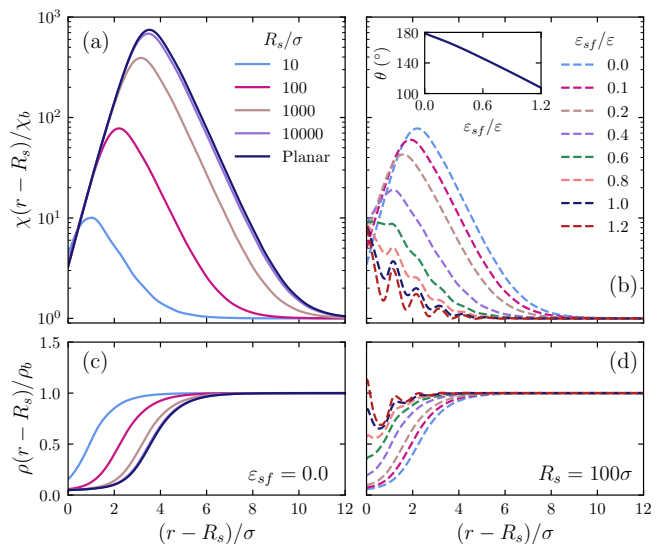 (a)
R_s/σ
10
100
1000
10000
Planar
χ(r − R_s)/χ_b
10^3
10^2
10^1
10^0
180
100
θ (°)
0.0 0.6 1.2
ε_sf/ε
ε_sf/ε
0.0
0.1
0.2
0.4
0.6
0.8
1.0
1.2
(b)
(c)
ρ(r − R_s)/ρ_b
1.5
1.0
0.5
0.0
ε_sf = 0.0
0 2 4 6 8 10 12
(r − R_s)/σ
(d)
R_s = 100σ
0 2 4 6 8 10 12
(r − R_s)/σ